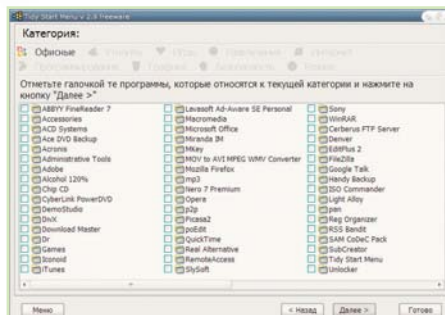 Tidy Start Menu v 2.8 Freeware
Категория:
Офисные
Отметьте галочкой те программы, которые относятся к текущей категории и нажмите на
кнопку "Далее >"
ABBYY FineReader 7
Accessories
ACD Systems
Ace DVD Backup
Acronis
Administrative Tools
Adobe
Alcohol 120%
Chip CD
CyberLink PowerDVD
DemoStudio
DivX
Download Master
Dr
Games
Iconoid
iTunes
Lavasoft Ad-Aware SE Personal
Macromedia
Microsoft Office
Miranda IM
MKey
MOV to AVI MPEG WMV Converter
Mozilla Firefox
mp3
Nero 7 Premium
Opera
p2p
Picasa2
poEdit
QuickTime
Real Alternative
RemoteAccess
SlySoft
Sony
WinRAR
Cerberus FTP Server
Denver
EditPlus 2
FileZilla
Google Talk
Handy Backup
ISO Commander
Light Alloy
pan
Reg Organizer
RSS Bandit
SAM CoDeC Pack
SubCreator
Tidy Start Menu
Unlocker
Меню
< Назад
Далее >
Готово